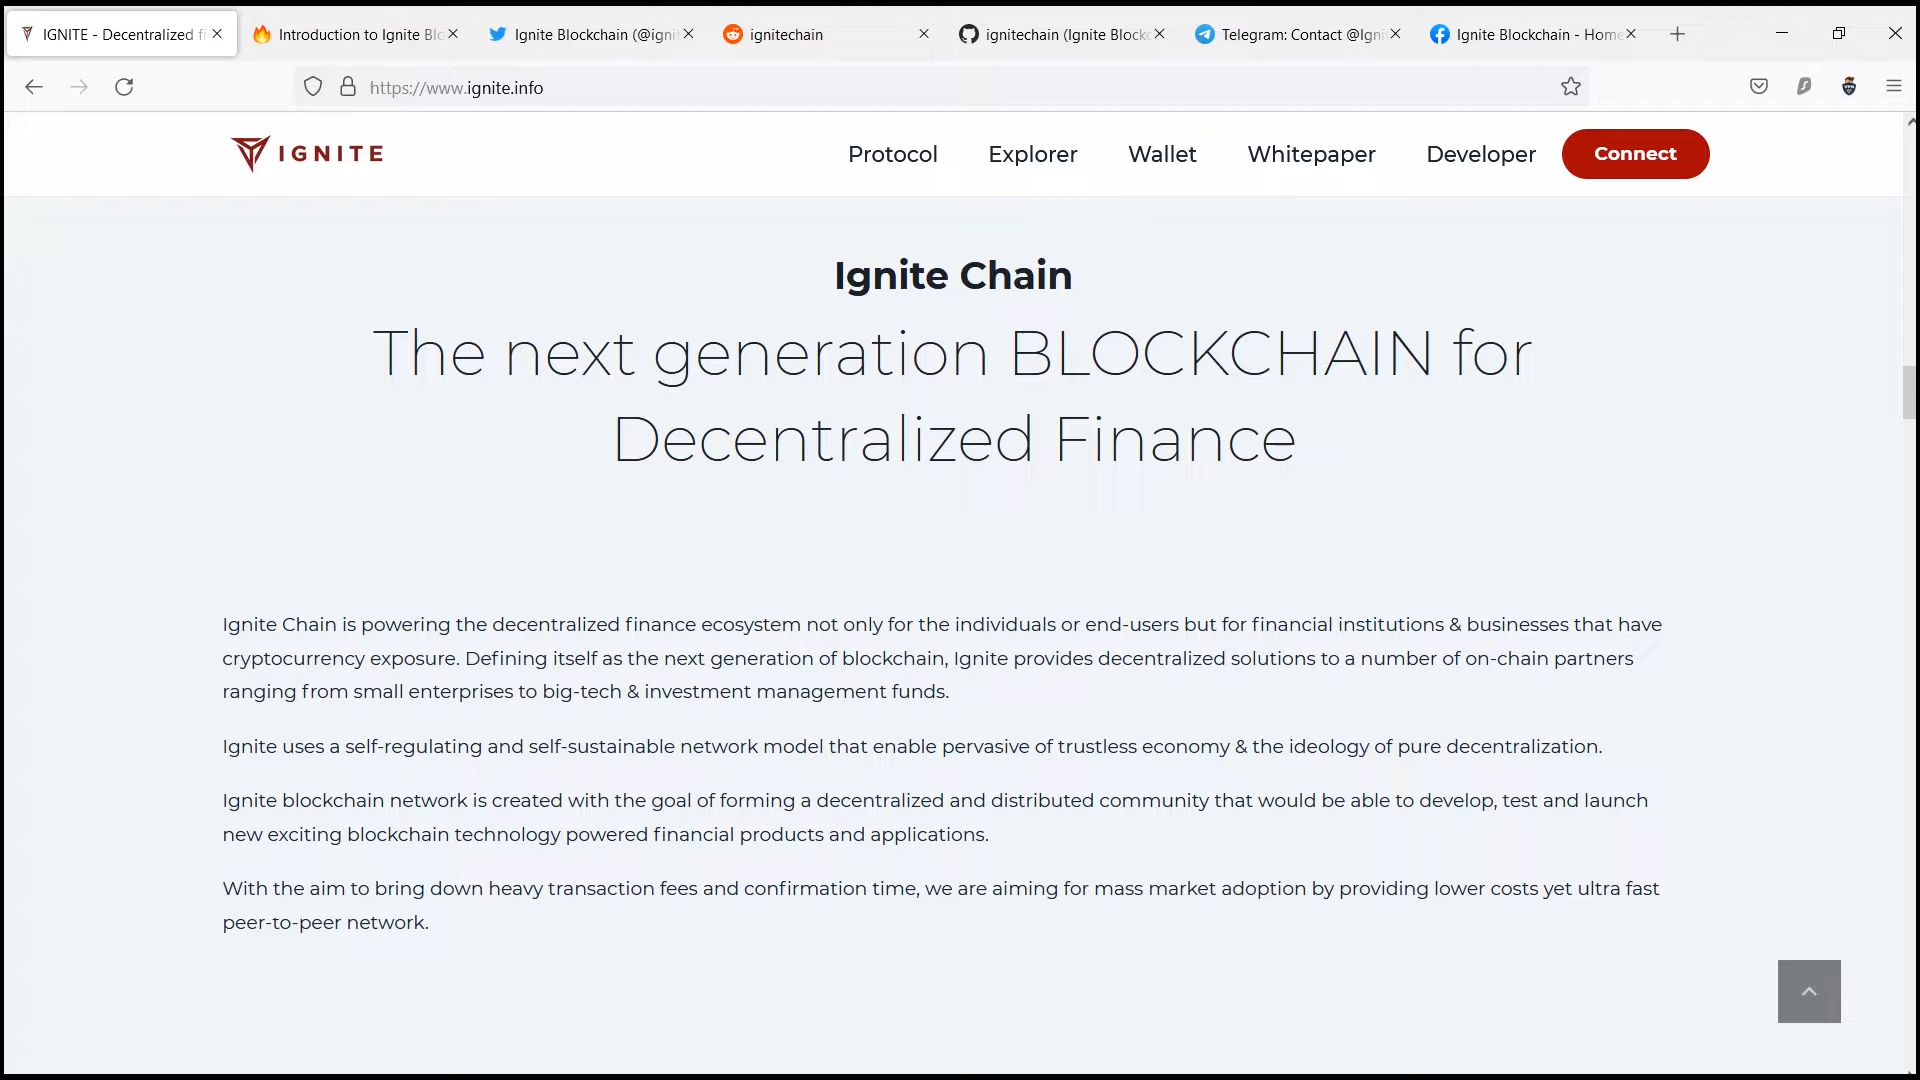 IGNITE - Decentralized fi
Introduction to Ignite Blo
Ignite Blockchain (@igni
ignitechain
ignitechain (Ignite Blockc
Telegram: Contact @Igni
Ignite Blockchain - Home
https://www.ignite.info
IGNITE
Protocol
Explorer
Wallet
Whitepaper
Developer
Connect
Ignite Chain
The next generation BLOCKCHAIN for
Decentralized Finance
Ignite Chain is powering the decentralized finance ecosystem not only for the individuals or end-users but for financial institutions & businesses that have
cryptocurrency exposure. Defining itself as the next generation of blockchain, Ignite provides decentralized solutions to a number of on-chain partners
ranging from small enterprises to big-tech & investment management funds.
Ignite uses a self-regulating and self-sustainable network model that enable pervasive of trustless economy & the ideology of pure decentralization.
Ignite blockchain network is created with the goal of forming a decentralized and distributed community that would be able to develop, test and launch
new exciting blockchain technology powered financial products and applications.
With the aim to bring down heavy transaction fees and confirmation time, we are aiming for mass market adoption by providing lower costs yet ultra fast
peer-to-peer network.